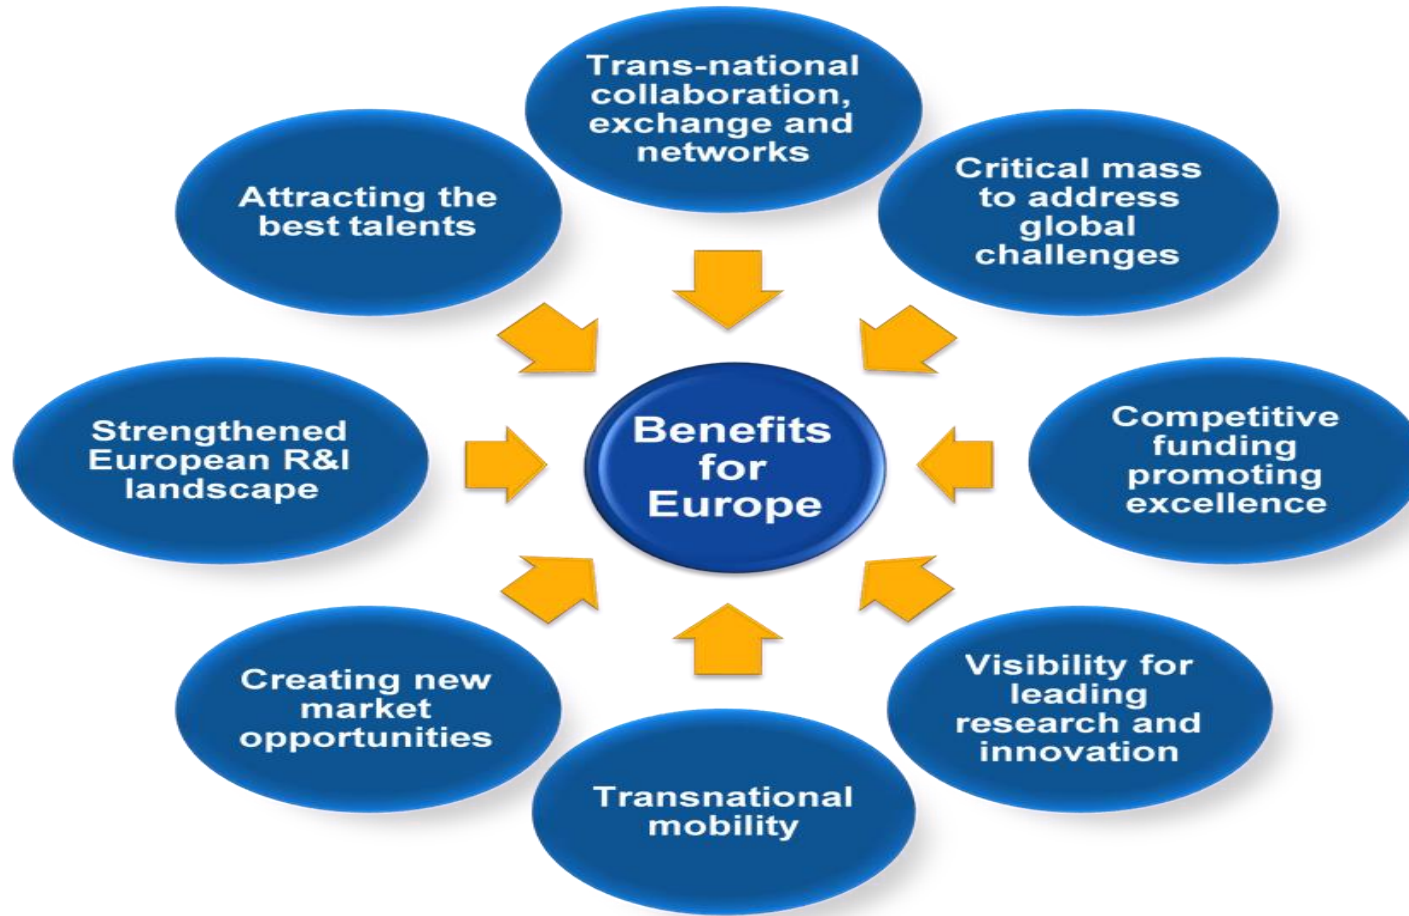 Trans-national
collaboration,
exchange and
networks
Attracting the
best talents
Critical mass
to address
global
challenges
Strengthened
European R&I
landscape
Benefits
for
Europe
Competitive
funding
promoting
excellence
Creating new
market
opportunities
Visibility for
leading
research and
innovation
Transnational
mobility